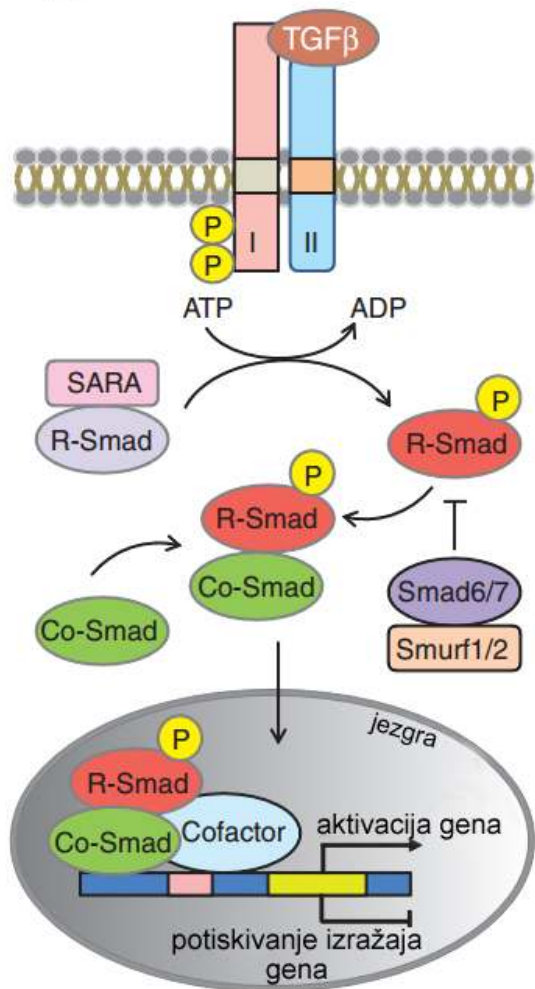 TGFβ
P
P
I
II
ATP
ADP
SARA
R-Smad
P
R-Smad
P
R-Smad
Co-Smad
Co-Smad
Smad6/7
Smurf1/2
jezgra
P
R-Smad
Co-Smad
Cofactor
aktivacija gena
potiskivanje izražaja
gena